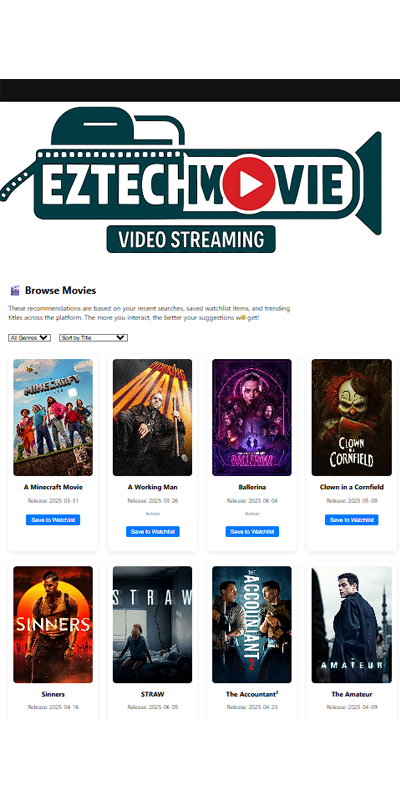 EZTECHMOVIE
VIDEO STREAMING
Browse Movies
These recommendations are based on your recent searches, saved watchlist items, and trending
titles across the platform. The more you interact, the better your suggestions will get!
All Genres Sort by Title
MINECRAFT
WORKING MAN
BALLERINA
CLOWN IN A CORNFIELD
A Minecraft Movie A Working Man Ballerina Clown in a Cornfield
Release: 2025-03-31 Release: 2025-03-26 Release: 2025-06-04 Release: 2025-05-08
Action Action
Save to Watchlist Save to Watchlist Save to Watchlist Save to Watchlist
SINNERS
STRAW
THE ACCOUNTANT 2
AMATEUR
Sinners STRAW The Accountant² The Amateur
Release: 2025-04-16 Release: 2025-06-05 Release: 2025-04-23 Release: 2025-04-09